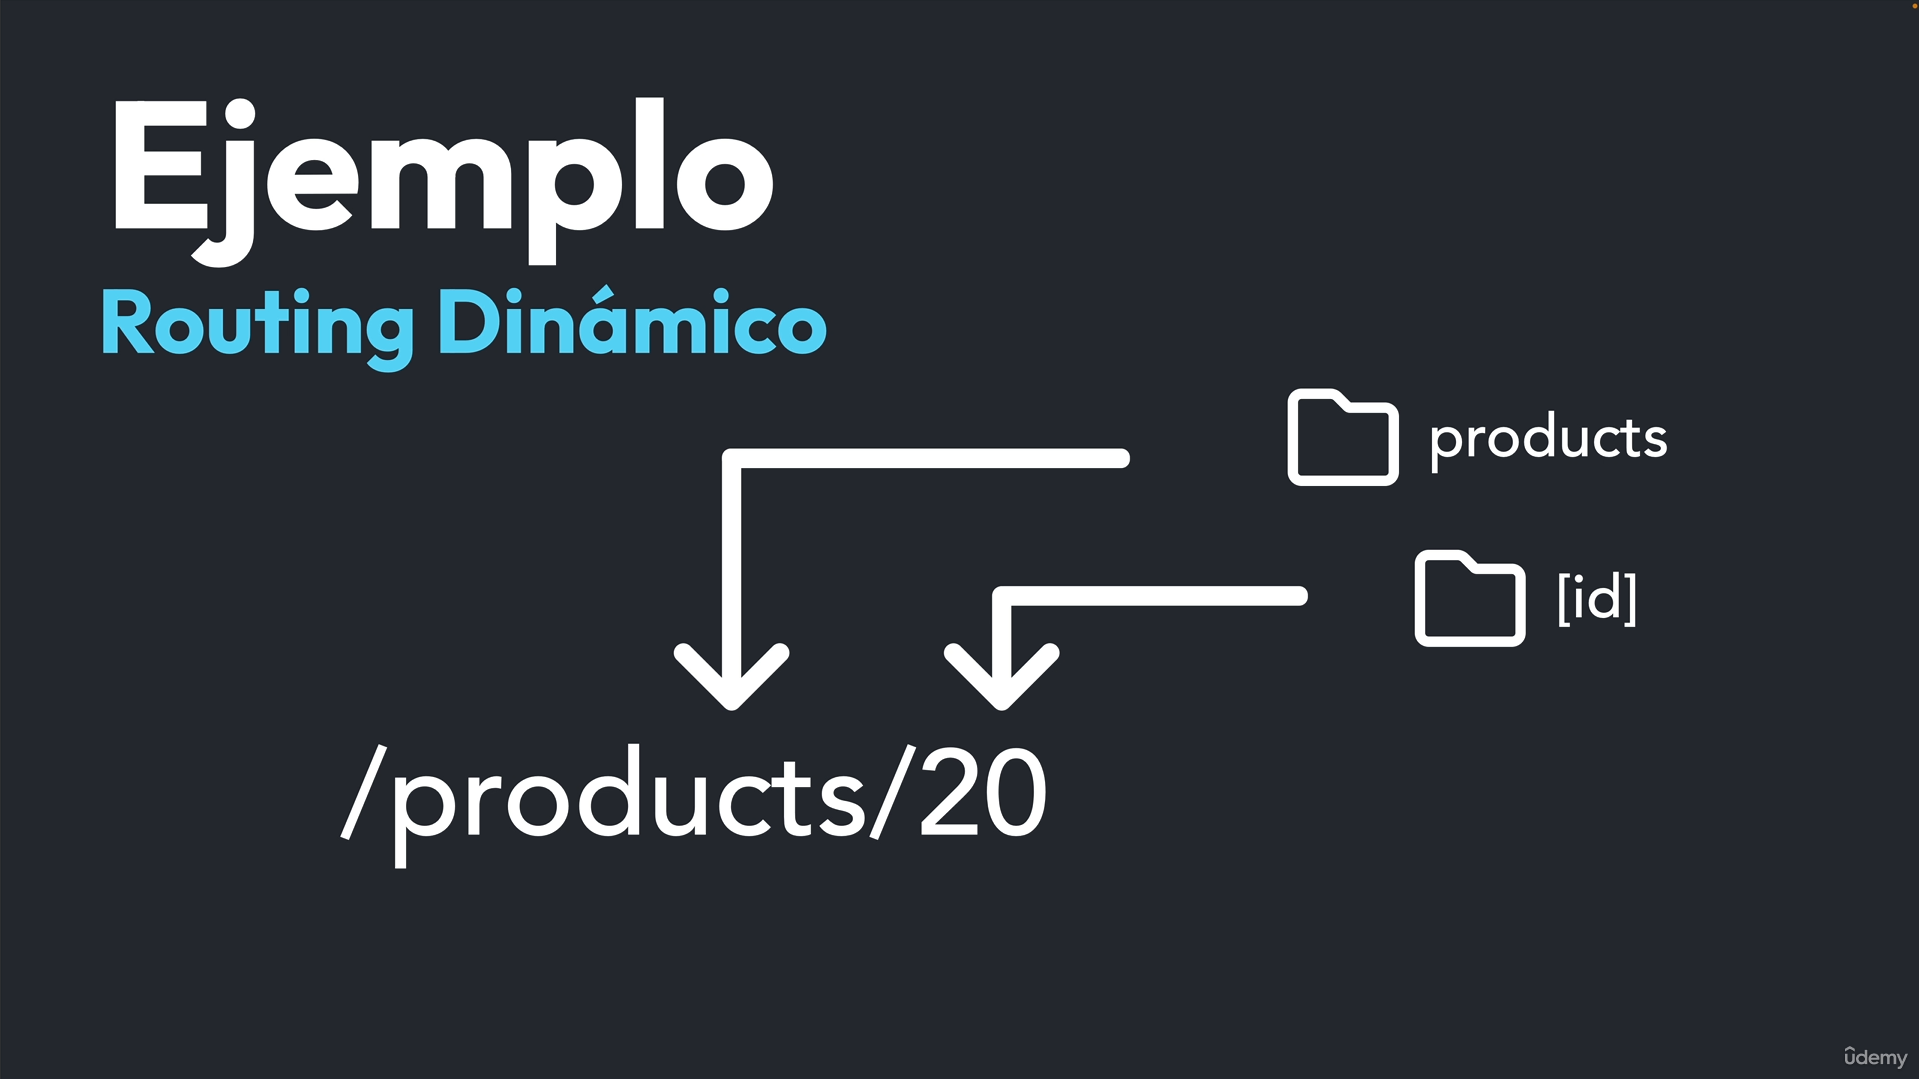 Ejemplo
Routing Dinámico
products
[id]
/products/20
ûdemy